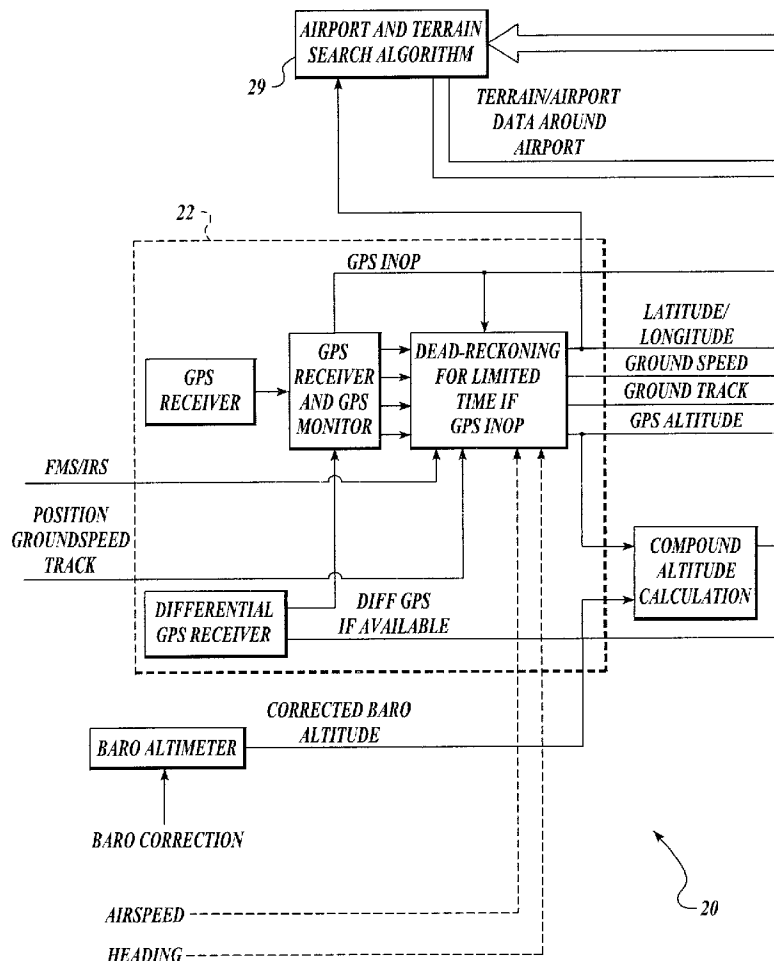 AIRPORT AND TERRAIN
SEARCH ALGORITHM
29
TERRAIN/AIRPORT
DATA AROUND
AIRPORT
22
GPS INOP
LATITUDE/
LONGITUDE
GROUND SPEED
GROUND TRACK
GPS ALTITUDE
GPS
RECEIVER
GPS
RECEIVER
AND GPS
MONITOR
DEAD-RECKONING
FOR LIMITED
TIME IF
GPS INOP
FMS/IRS
POSITION
GROUNDSPEED
TRACK
COMPOUND
ALTITUDE
CALCULATION
DIFFERENTIAL
GPS RECEIVER
DIFF GPS
IF AVAILABLE
CORRECTED BARO
ALTITUDE
BARO ALTIMETER
BARO CORRECTION
AIRSPEED
HEADING
20